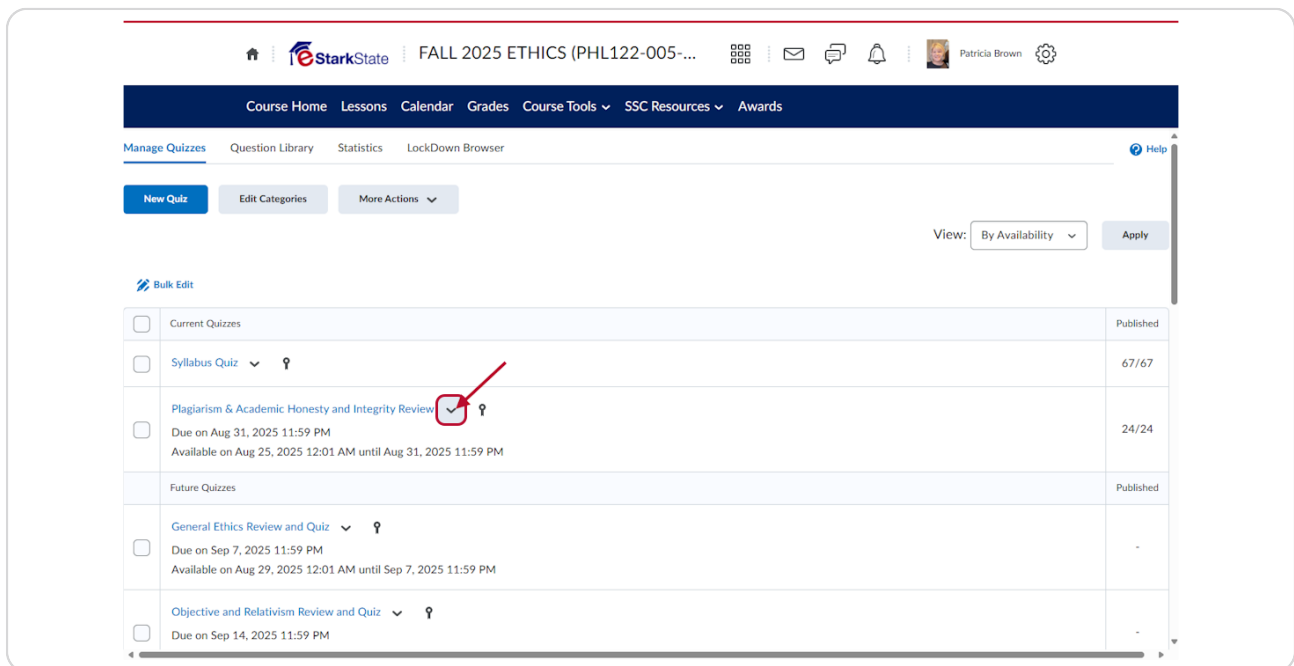 eStarkState
FALL 2025 ETHICS (PHL122-005-...
Patricia Brown
Course Home Lessons Calendar Grades Course Tools SSC Resources Awards
Manage Quizzes Question Library Statistics LockDown Browser
Help
New Quiz Edit Categories More Actions
View: By Availability Apply
Bulk Edit
Current Quizzes Published
Syllabus Quiz 67/67
Plagiarism & Academic Honesty and Integrity Review
Due on Aug 31, 2025 11:59 PM 24/24
Available on Aug 25, 2025 12:01 AM until Aug 31, 2025 11:59 PM
Future Quizzes Published
General Ethics Review and Quiz
Due on Sep 7, 2025 11:59 PM -
Available on Aug 29, 2025 12:01 AM until Sep 7, 2025 11:59 PM
Objective and Relativism Review and Quiz
Due on Sep 14, 2025 11:59 PM -